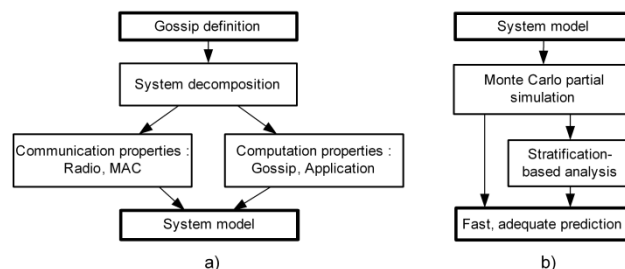 Gossip definition
System decomposition
Communication properties :
Radio, MAC
Computation properties :
Gossip, Application
System model
a)
System model
Monte Carlo partial
simulation
Stratification-
based analysis
Fast, adequate prediction
b)